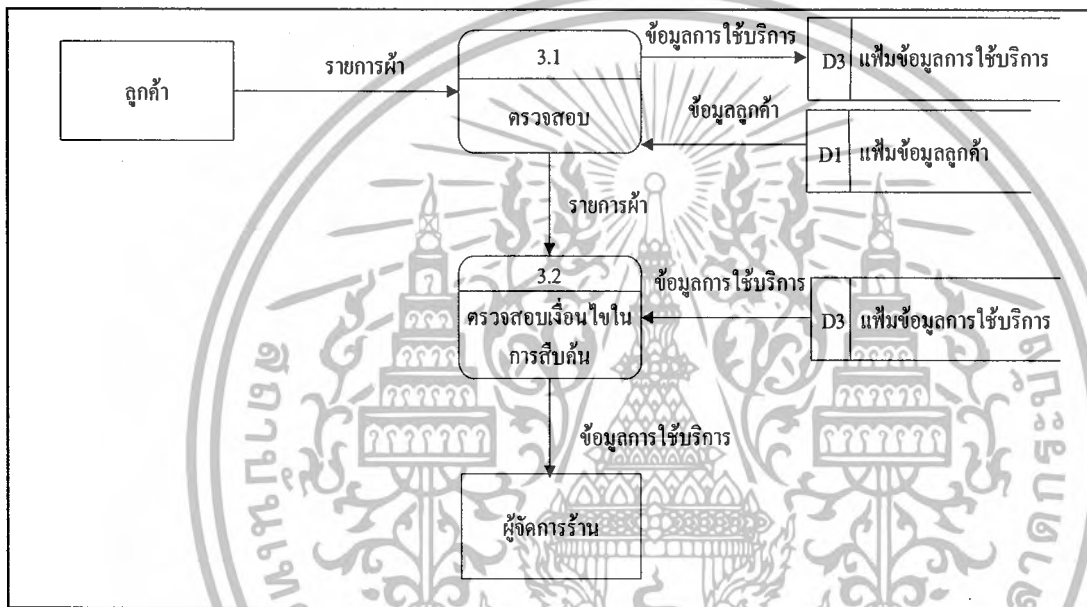 ลูกค้า
รายการผ้า
3.1
ตรวจสอบ
ข้อมูลการใช้บริการ
D3 แฟ้มข้อมูลการใช้บริการ
ข้อมูลลูกค้า
D1 แฟ้มข้อมูลลูกค้า
รายการผ้า
3.2
ตรวจสอบเงื่อนไขใน
การสืบค้น
ข้อมูลการใช้บริการ
D3 แฟ้มข้อมูลการใช้บริการ
ข้อมูลการใช้บริการ
ผู้จัดการร้าน